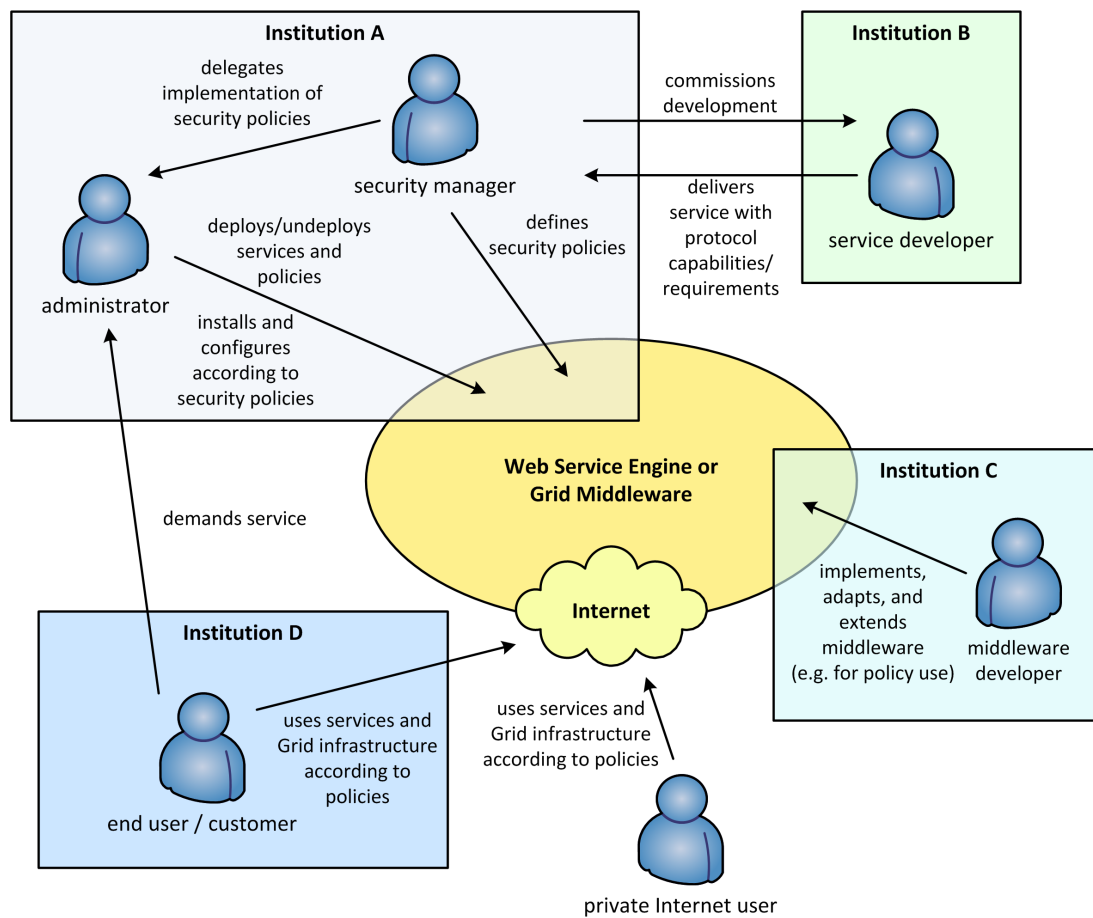 Institution A
delegates
implementation of
security policies
security manager
administrator
deploys/undeploys
services and
policies
installs and
configures
according to
security policies
defines
security policies
commissions
development
delivers
service with
protocol
capabilities/
requirements
Institution B
service developer
Web Service Engine or
Grid Middleware
Institution C
implements,
adapts, and
extends
middleware
(e.g. for policy use)
middleware
developer
demands service
Internet
Institution D
uses services and
Grid infrastructure
according to
policies
end user / customer
uses services and
Grid infrastructure
according to policies
private Internet user